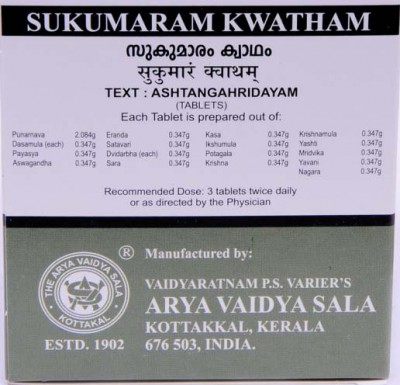 SUKUMARAM KWATHAM
സുകുമാരം ക്വാഥം
सुकुमारं क्वाथम्
TEXT : ASHTANGAHRIDAYAM
(TABLETS)
Each Tablet is prepared out of:
Punarnava 2.084g Eranda 0.347g Kasa 0.347g Krishnamula 0.347g
Dasamula (each) 0.347g Satavari 0.347g Ikshumula 0.347g Yashti 0.347g
Payasya 0.347g Dvidarbha (each) 0.347g Potagala 0.347g Mridvika 0.347g
Aswagandha 0.347g Sara 0.347g Krishna 0.347g Yavani 0.347g
Nagara 0.347g
Recommended Dose: 3 tablets twice daily
or as directed by the Physician
Manufactured by:
VAIDYARATNAM P.S. VARIER'S
ARYA VAIDYA SALA
KOTTAKKAL, KERALA
676 503, INDIA.
®
THE ARYA VAIDYA SALA
KOTTAKKAL
ESTD. 1902